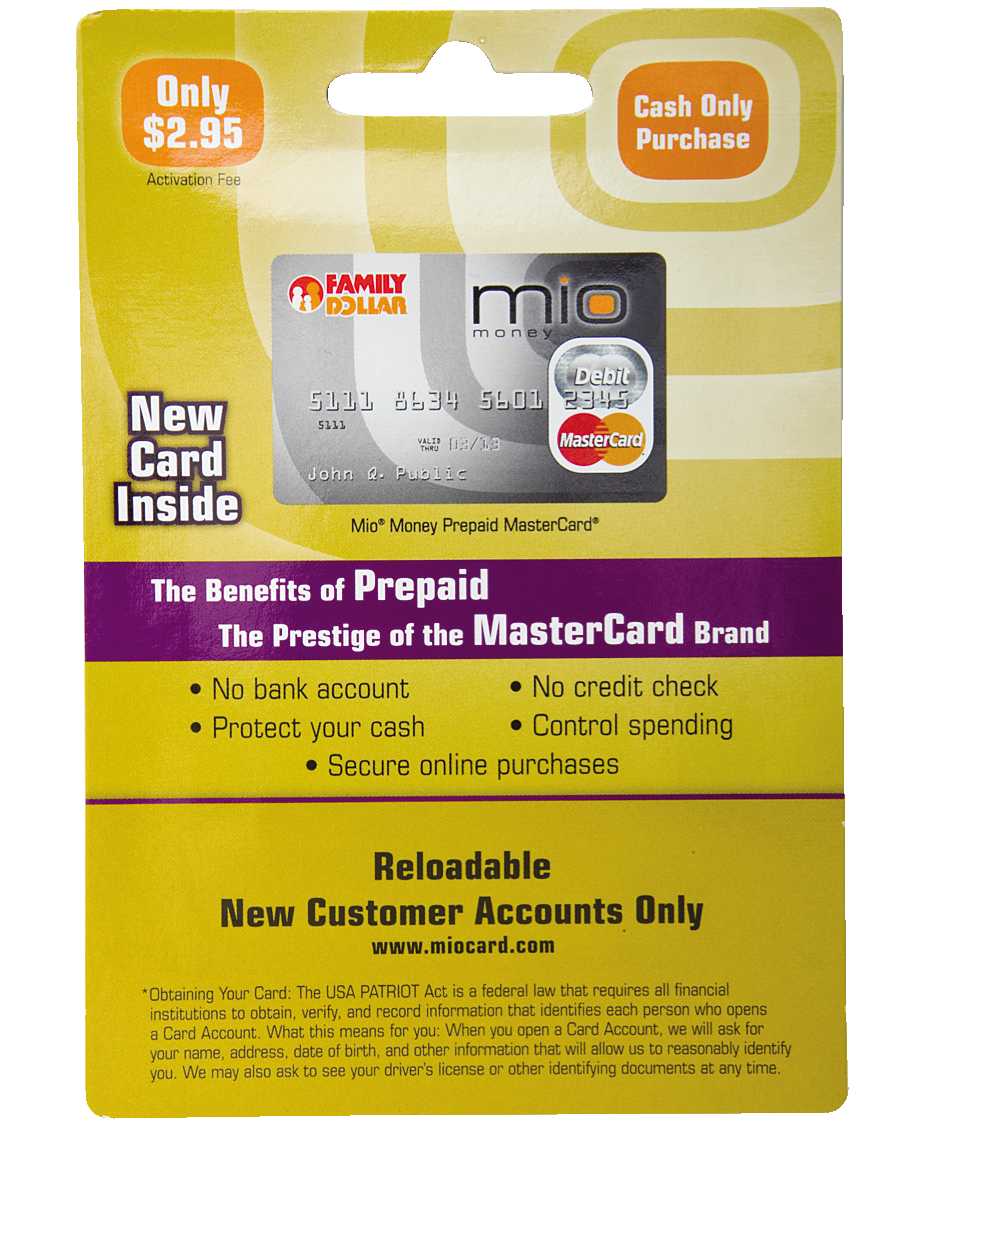 Only
$2.95
Activation Fee
Cash Only
Purchase
FAMILY
DOLLAR
mio
money
Debit
5111 8634 5601 2345
5111
VALID
THRU
MasterCard
John Q. Public
New
Card
Inside
Mio® Money Prepaid MasterCard®
The Benefits of Prepaid
The Prestige of the MasterCard Brand
• No bank account
• No credit check
• Protect your cash
• Control spending
• Secure online purchases
Reloadable
New Customer Accounts Only
www.miocard.com
*Obtaining Your Card: The USA PATRIOT Act is a federal law that requires all financial
institutions to obtain, verify, and record information that identifies each person who opens
a Card Account. What this means for you: When you open a Card Account, we will ask for
your name, address, date of birth, and other information that will allow us to reasonably identify
you. We may also ask to see your driver's license or other identifying documents at any time.